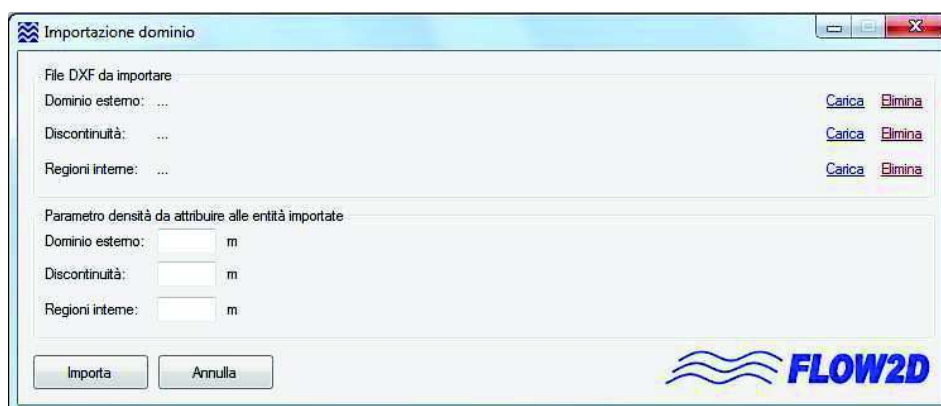 Importazione dominio
File DXF da importare
Dominio esterno: ... Carica Elimina
Discontinuità: ... Carica Elimina
Regioni interne: ... Carica Elimina
Parametro densità da attribuire alle entità importate
Dominio esterno: m
Discontinuità: m
Regioni interne: m
Importa Annulla
FLOW2D